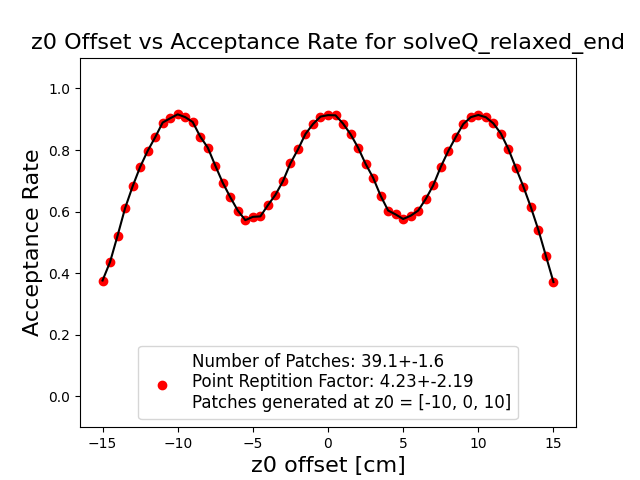 z0 Offset vs Acceptance Rate for solveQ_relaxed_end
1.0
0.8
0.6
0.4
0.2
0.0
Acceptance Rate
Number of Patches: 39.1+-1.6
Point Reptition Factor: 4.23+-2.19
Patches generated at z0 = [-10, 0, 10]
−15 −10 −5 0 5 10 15
z0 offset [cm]